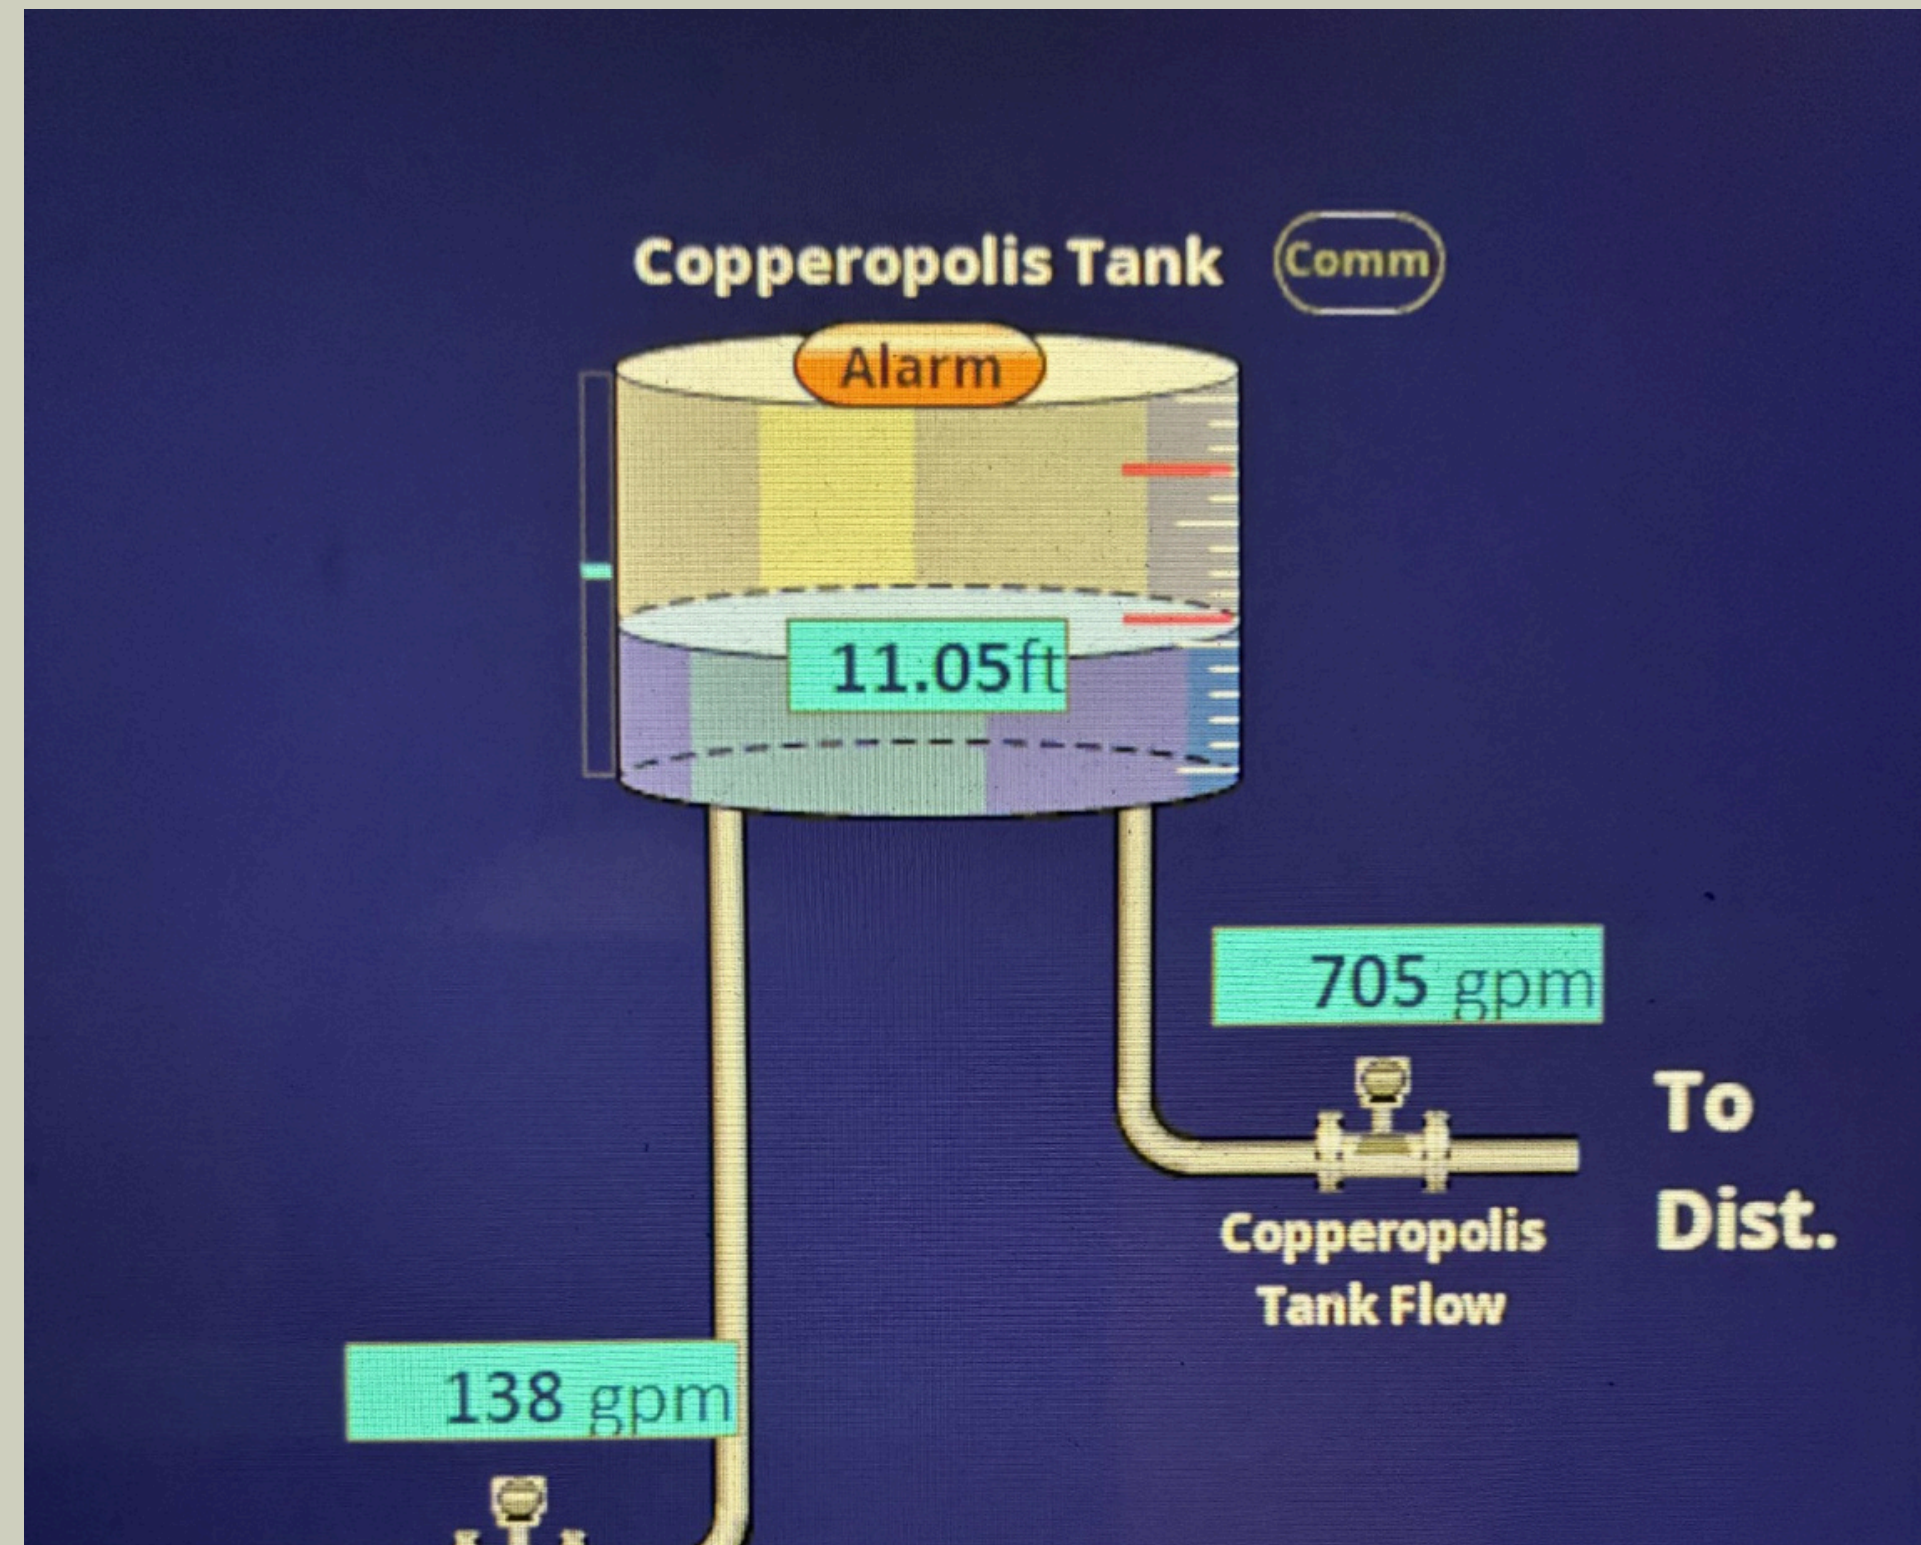 Copperopolis Tank
Comm
Alarm
11.05ft
705 gpm
To
Dist.
Copperopolis
Tank Flow
138 gpm